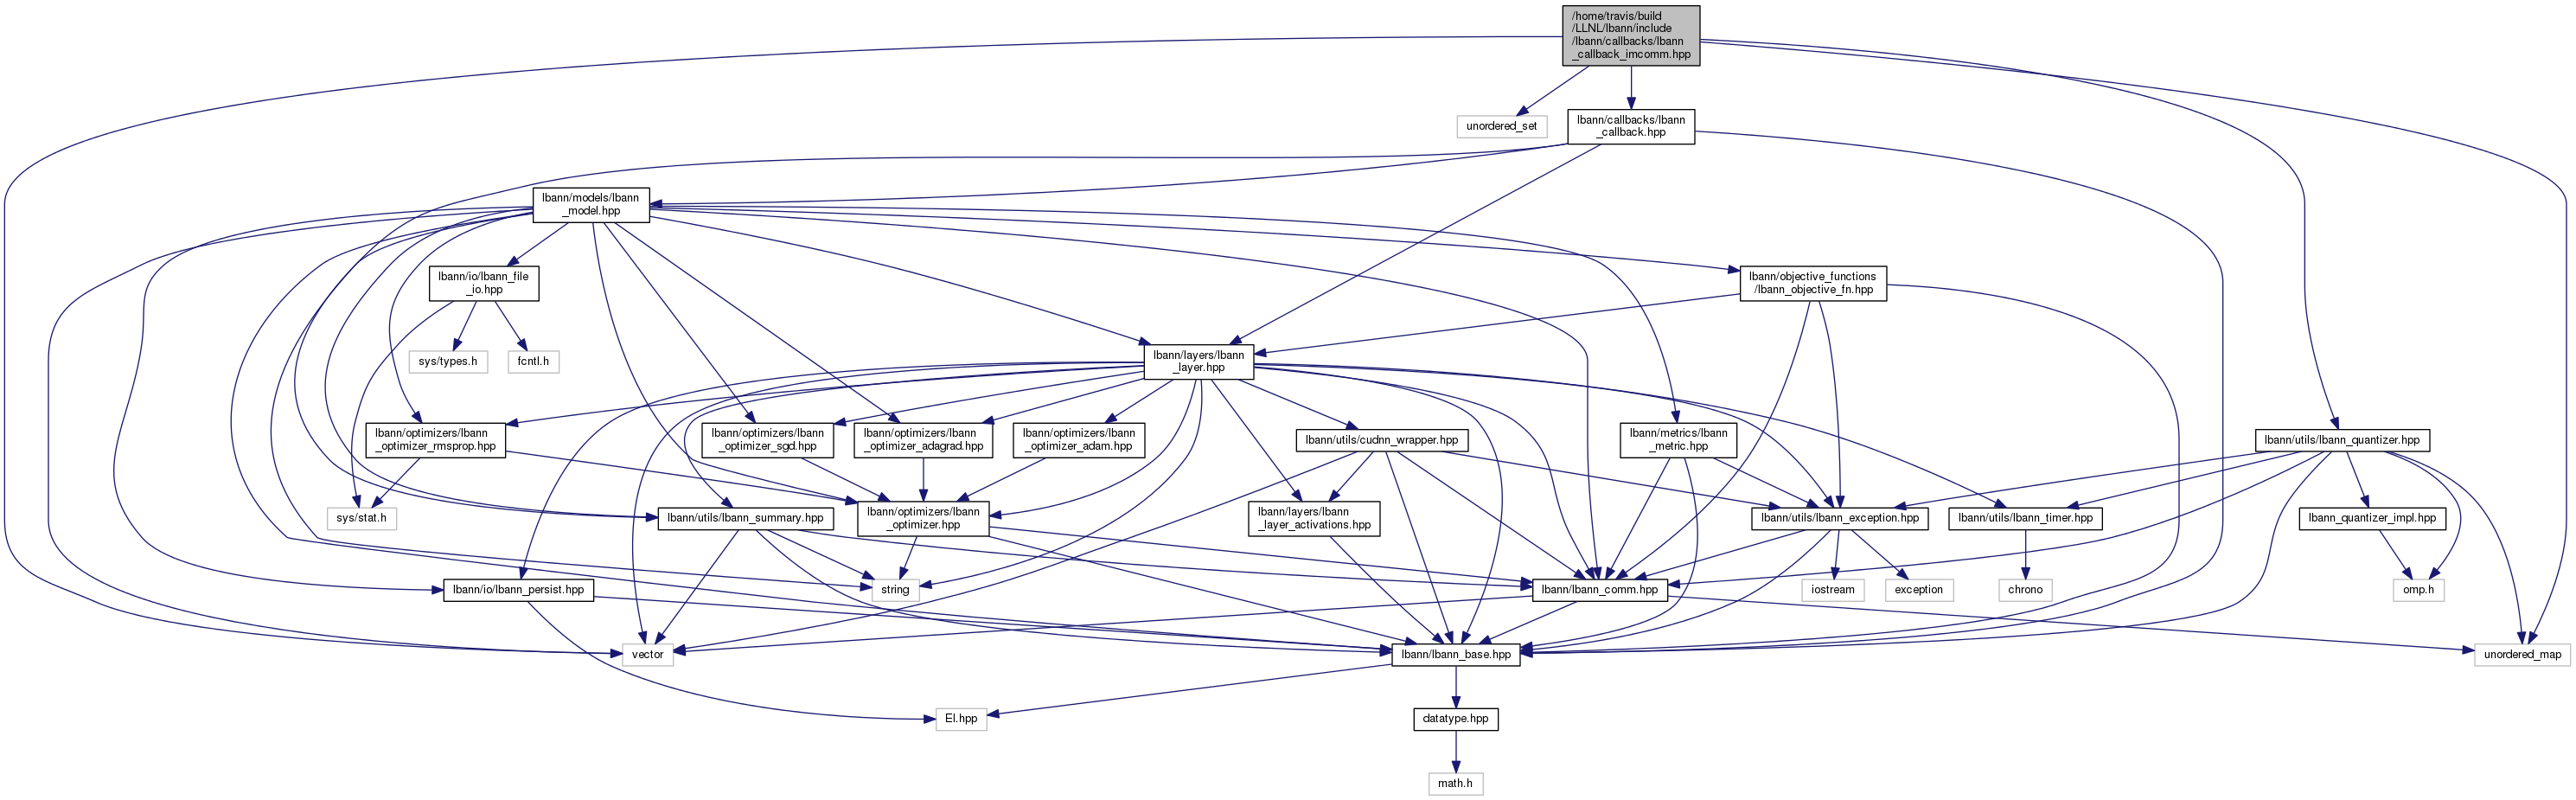 /home/travis/build
/LLNL/lbann/include
/lbann/callbacks/lbann
_callback_imcomm.hpp
unordered_set
lbann/callbacks/lbann
_callback.hpp
lbann/models/lbann
_model.hpp
lbann/io/lbann_file
_io.hpp
lbann/objective_functions
/lbann_objective_fn.hpp
sys/types.h
fcntl.h
lbann/layers/lbann
_layer.hpp
lbann/optimizers/lbann
_optimizer_rmsprop.hpp
lbann/optimizers/lbann
_optimizer_sgd.hpp
lbann/optimizers/lbann
_optimizer_adagrad.hpp
lbann/optimizers/lbann
_optimizer_adam.hpp
lbann/utils/cudnn_wrapper.hpp
lbann/metrics/lbann
_metric.hpp
lbann/utils/lbann_quantizer.hpp
sys/stat.h
lbann/utils/lbann_summary.hpp
lbann/optimizers/lbann
_optimizer.hpp
lbann/layers/lbann
_layer_activations.hpp
lbann/utils/lbann_exception.hpp
lbann/utils/lbann_timer.hpp
lbann_quantizer_impl.hpp
lbann/io/lbann_persist.hpp
string
lbann/lbann_comm.hpp
iostream
exception
chrono
omp.h
vector
lbann/lbann_base.hpp
unordered_map
El.hpp
datatype.hpp
math.h